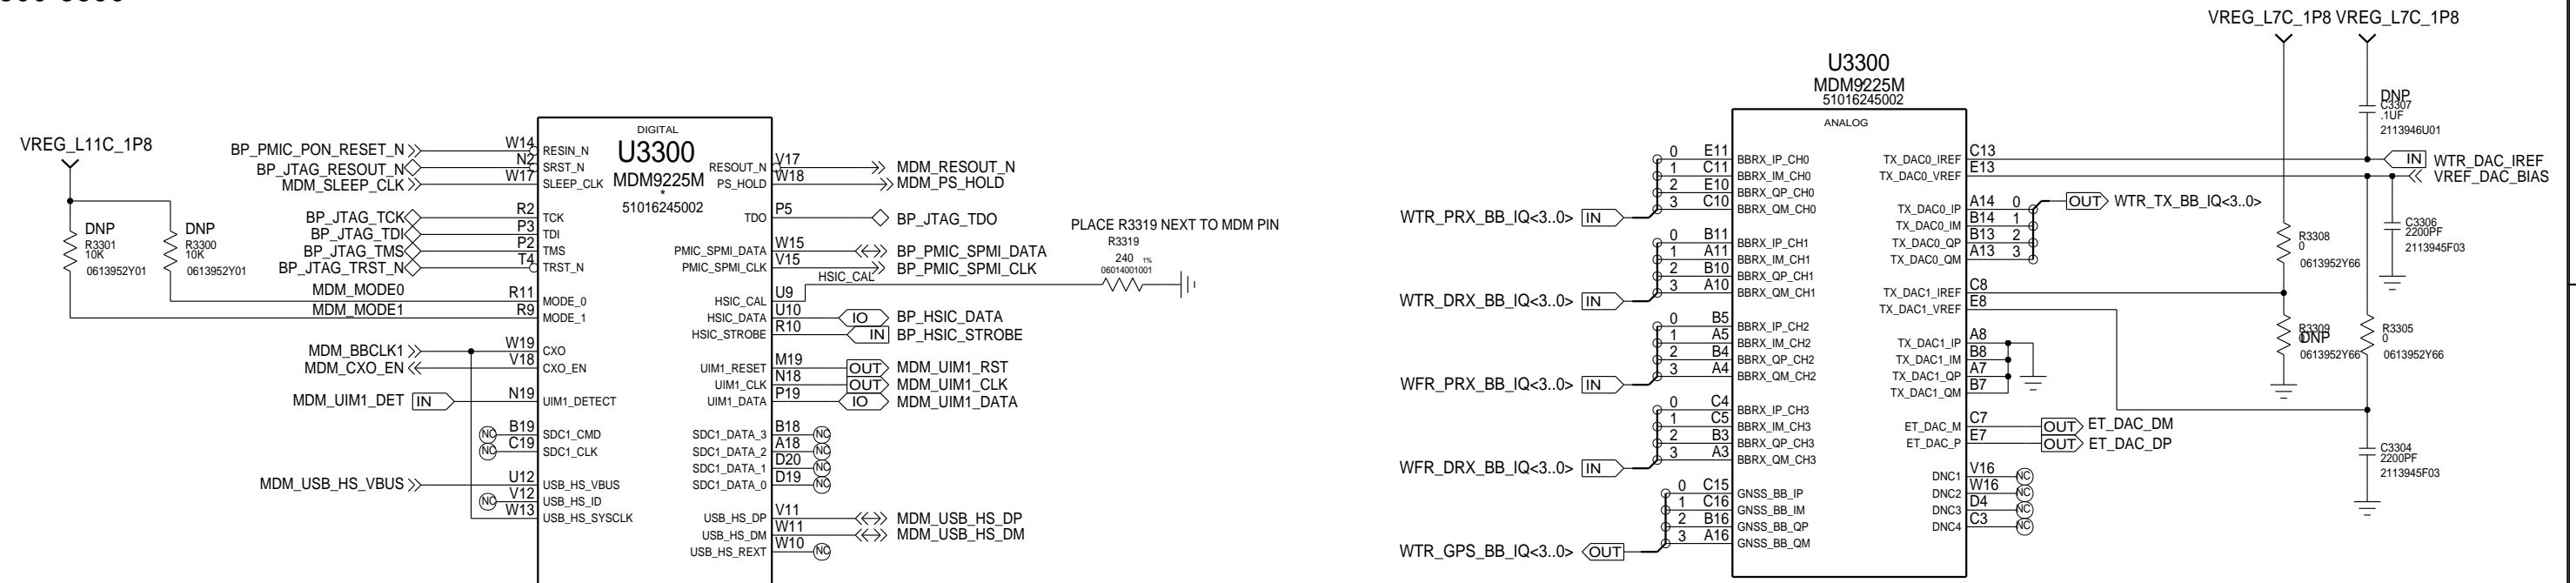 VREG_L11C_1P8
DNP
R3301
10K
0613952Y01
DNP
R3300
10K
0613952Y01
BP_PMIC_PON_RESET_N
BP_JTAG_RESOUT_N
MDM_SLEEP_CLK
BP_JTAG_TCK
BP_JTAG_TDI
BP_JTAG_TMS
BP_JTAG_TRST_N
MDM_MODE0
MDM_MODE1
MDM_BBCLK1
MDM_CXO_EN
MDM_UIM1_DET IN
MDM_USB_HS_VBUS
W14
N2
W17
R2
P3
P2
T4
R11
R9
W19
V18
N19
NC B19
NC C19
U12
NC V12
W13
DIGITAL
U3300
MDM9225M
*
51016245002
RESIN_N
SRST_N
SLEEP_CLK
TCK
TDI
TMS
TRST_N
MODE_0
MODE_1
CXO
CXO_EN
UIM1_DETECT
SDC1_CMD
SDC1_CLK
USB_HS_VBUS
USB_HS_ID
USB_HS_SYSCLK
RESOUT_N V17 MDM_RESOUT_N
PS_HOLD W18 MDM_PS_HOLD
TDO P5 BP_JTAG_TDO
PMIC_SPMI_DATA W15 BP_PMIC_SPMI_DATA
PMIC_SPMI_CLK V15 BP_PMIC_SPMI_CLK
HSIC_CAL U9 HSIC_CAL
HSIC_DATA U10 IO BP_HSIC_DATA
HSIC_STROBE R10 IN BP_HSIC_STROBE
UIM1_RESET M19 OUT MDM_UIM1_RST
UIM1_CLK N18 OUT MDM_UIM1_CLK
UIM1_DATA P19 IO MDM_UIM1_DATA
SDC1_DATA_3 B18 NC
SDC1_DATA_2 A18 NC
SDC1_DATA_1 D20 NC
SDC1_DATA_0 D19 NC
USB_HS_DP V11 MDM_USB_HS_DP
USB_HS_DM W11 MDM_USB_HS_DM
USB_HS_REXT W10 NC
PLACE R3319 NEXT TO MDM PIN
R3319
240 1%
06014001001
U3300
MDM9225M
51016245002
ANALOG
WTR_PRX_BB_IQ<3..0> IN
0 E11 BBRX_IP_CH0
1 C11 BBRX_IM_CH0
2 E10 BBRX_QP_CH0
3 C10 BBRX_QM_CH0
WTR_DRX_BB_IQ<3..0> IN
0 B11 BBRX_IP_CH1
1 A11 BBRX_IM_CH1
2 B10 BBRX_QP_CH1
3 A10 BBRX_QM_CH1
WFR_PRX_BB_IQ<3..0> IN
0 B5 BBRX_IP_CH2
1 A5 BBRX_IM_CH2
2 B4 BBRX_QP_CH2
3 A4 BBRX_QM_CH2
WFR_DRX_BB_IQ<3..0> IN
0 C4 BBRX_IP_CH3
1 C5 BBRX_IM_CH3
2 B3 BBRX_QP_CH3
3 A3 BBRX_QM_CH3
WTR_GPS_BB_IQ<3..0> OUT
0 C15 GNSS_BB_IP
1 C16 GNSS_BB_IM
2 B16 GNSS_BB_QP
3 A16 GNSS_BB_QM
TX_DAC0_IREF C13
TX_DAC0_VREF E13
TX_DAC0_IP A14 0
TX_DAC0_IM B14 1
TX_DAC0_QP B13 2
TX_DAC0_QM A13 3
OUT WTR_TX_BB_IQ<3..0>
TX_DAC1_IREF C8
TX_DAC1_VREF E8
TX_DAC1_IP A8
TX_DAC1_IM B8
TX_DAC1_QP A7
TX_DAC1_QM B7
ET_DAC_M C7 OUT ET_DAC_DM
ET_DAC_P E7 OUT ET_DAC_DP
DNC1 V16 NC
DNC2 W16 NC
DNC3 D4 NC
DNC4 C3 NC
VREG_L7C_1P8 VREG_L7C_1P8
DNP
C3307
.1UF
2113946U01
IN WTR_DAC_IREF
VREF_DAC_BIAS
C3306
2200PF
2113945F03
R3308
0
0613952Y66
R3309
DNP
0613952Y66
R3305
0
0613952Y66
C3304
2200PF
2113945F03